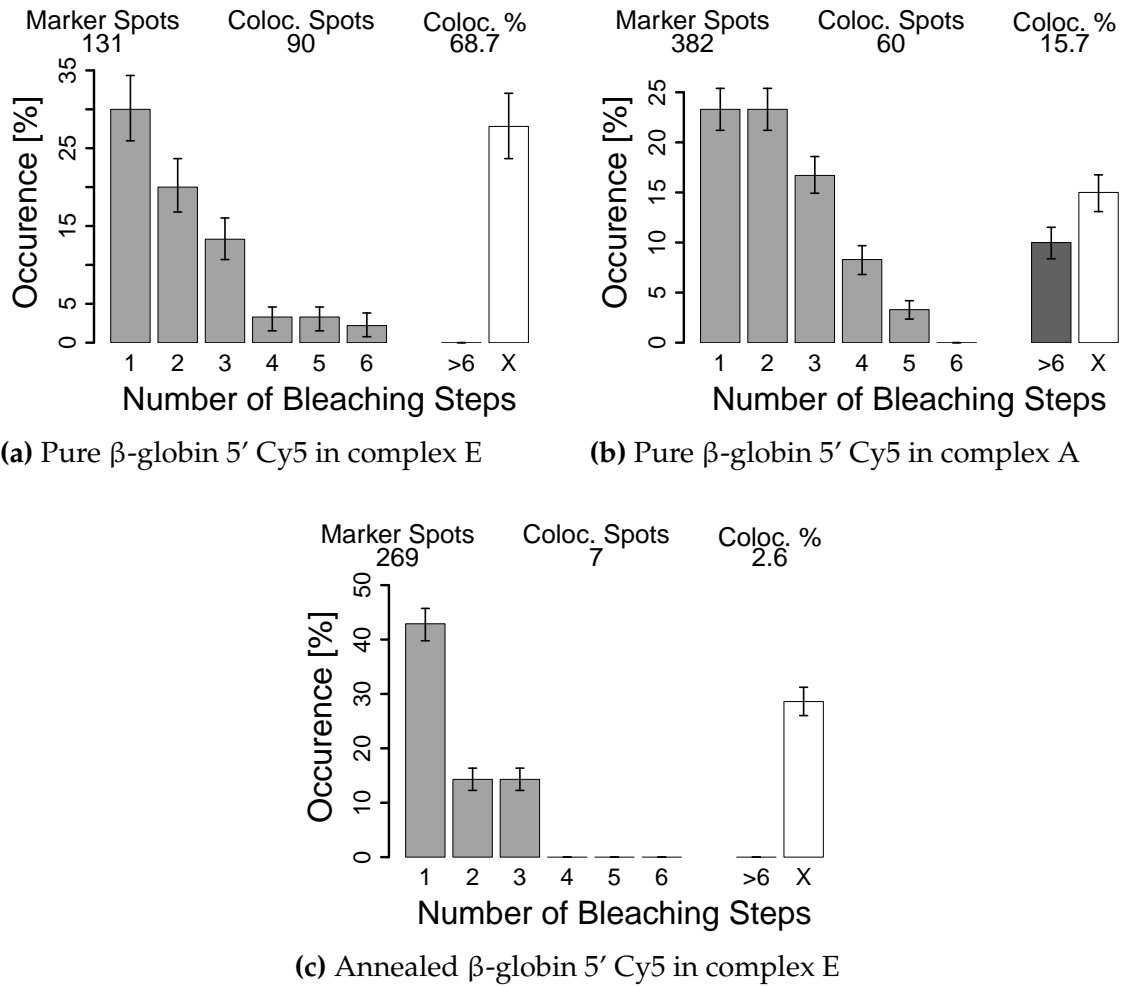 Marker Spots Coloc. Spots Coloc. %
131 90 68.7
Occurence [%]
35
25
15
5
0
1 2 3 4 5 6 >6 X
Number of Bleaching Steps
(a) Pure β-globin 5′ Cy5 in complex E
Marker Spots Coloc. Spots Coloc. %
382 60 15.7
Occurence [%]
25
20
15
10
5
0
1 2 3 4 5 6 >6 X
Number of Bleaching Steps
(b) Pure β-globin 5′ Cy5 in complex A
Marker Spots Coloc. Spots Coloc. %
269 7 2.6
Occurence [%]
50
40
30
20
10
0
1 2 3 4 5 6 >6 X
Number of Bleaching Steps
(c) Annealed β-globin 5′ Cy5 in complex E